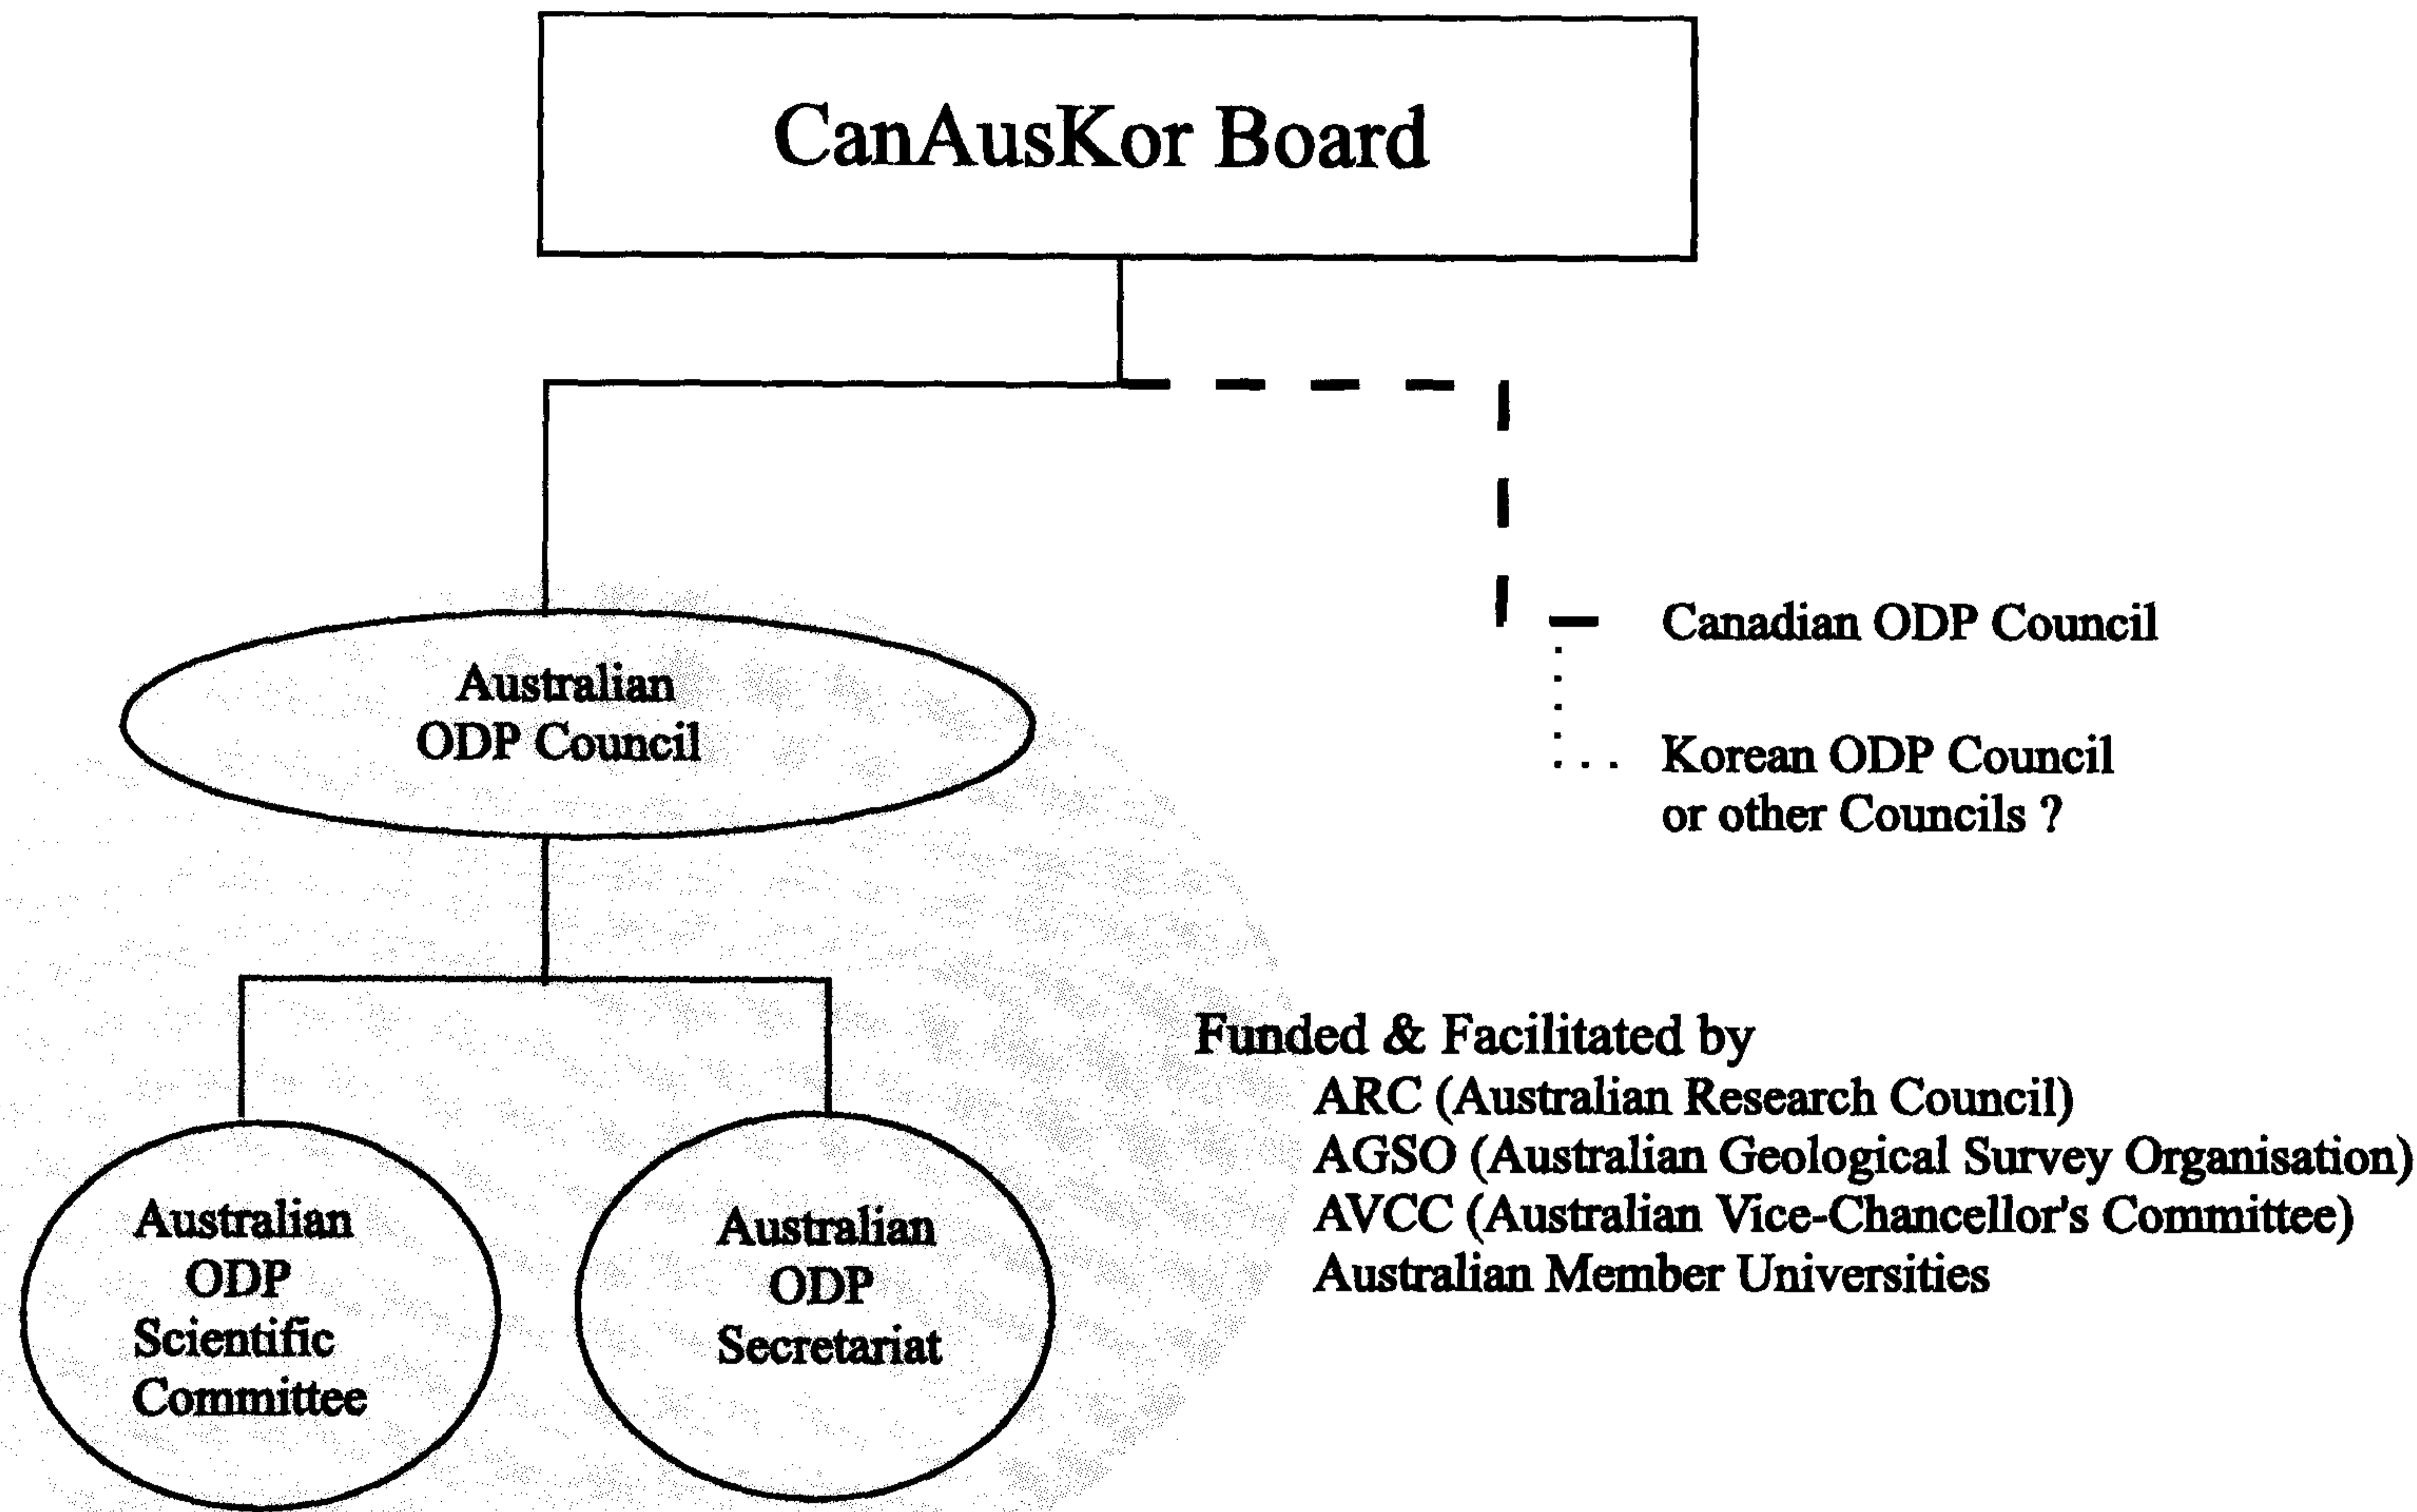 CanAusKor Board
Australian
ODP Council
Canadian ODP Council
Korean ODP Council
or other Councils ?
Funded & Facilitated by
ARC (Australian Research Council)
AGSO (Australian Geological Survey Organisation)
AVCC (Australian Vice-Chancellor's Committee)
Australian Member Universities
Australian
ODP
Scientific
Committee
Australian
ODP
Secretariat